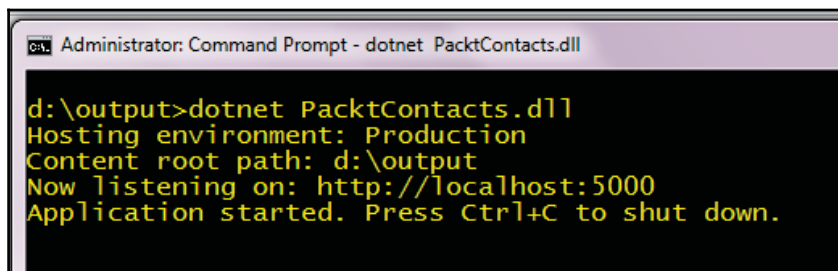 Administrator: Command Prompt - dotnet  PacktContacts.dll
d:\output>dotnet PacktContacts.dll
Hosting environment: Production
Content root path: d:\output
Now listening on: http://localhost:5000
Application started. Press Ctrl+C to shut down.